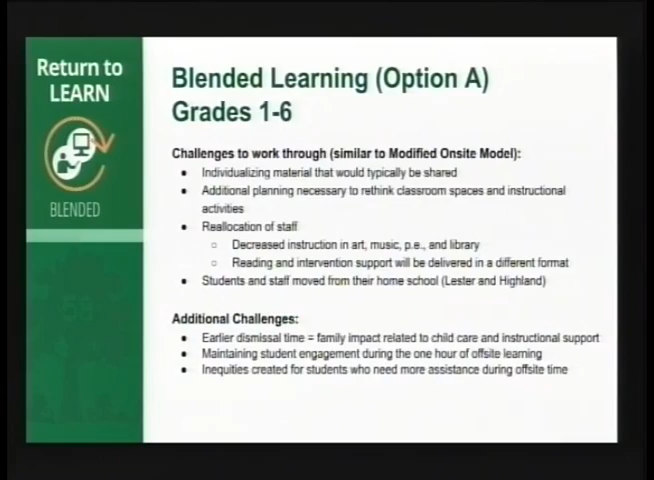 Return to
LEARN
BLENDED
Blended Learning (Option A)
Grades 1-6
Challenges to work through (similar to Modified Onsite Model):
● Individualizing material that would typically be shared
● Additional planning necessary to rethink classroom spaces and instructional
activities
● Reallocation of staff
○ Decreased instruction in art, music, p.e., and library
○ Reading and intervention support will be delivered in a different format
● Students and staff moved from their home school (Lester and Highland)
Additional Challenges:
● Earlier dismissal time = family impact related to child care and instructional support
● Maintaining student engagement during the one hour of offsite learning
● Inequities created for students who need more assistance during offsite time